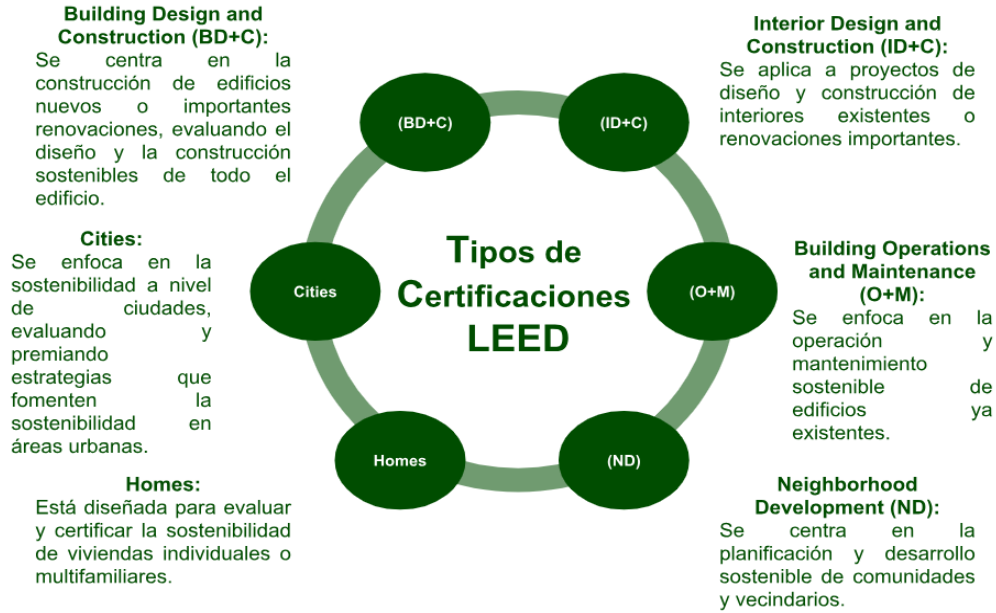 Building Design and
Construction (BD+C):
Se centra en la
construcción de edificios
nuevos o importantes
renovaciones, evaluando el
diseño y la construcción
sostenibles de todo el
edificio.
Interior Design and
Construction (ID+C):
Se aplica a proyectos de
diseño y construcción de
interiores existentes o
renovaciones importantes.
(BD+C)
(ID+C)
Cities:
Se enfoca en la
sostenibilidad a nivel
de ciudades,
evaluando y
premiando
estrategias que
fomenten la
sostenibilidad en
áreas urbanas.
Cities
Tipos de
Certificaciones
LEED
(O+M)
Building Operations
and Maintenance
(O+M):
Se enfoca en la
operación y
mantenimiento
sostenible de
edificios ya
existentes.
Homes
(ND)
Homes:
Está diseñada para evaluar
y certificar la sostenibilidad
de viviendas individuales o
multifamiliares.
Neighborhood
Development (ND):
Se centra en la
planificación y desarrollo
sostenible de comunidades
y vecindarios.